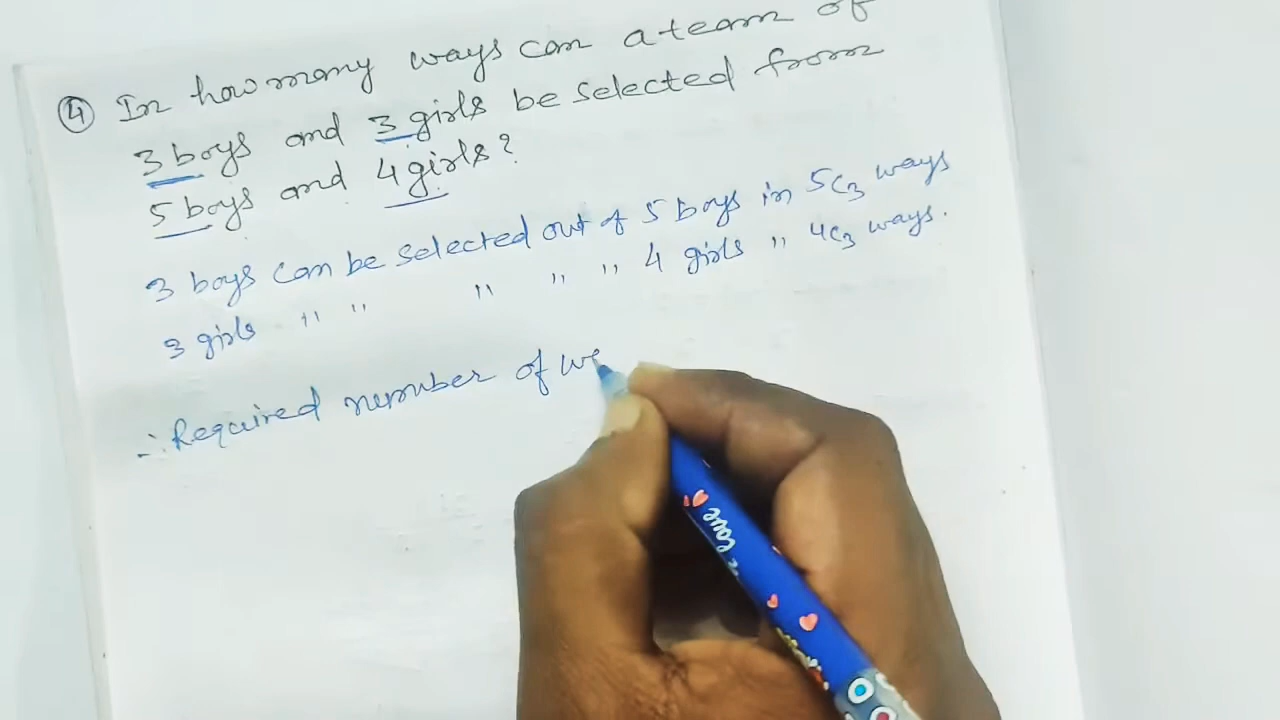 ④ In how many ways can a team of
3 boys and 3 girls be selected from
5 boys and 4 girls?
3 boys can be selected out of 5 boys in 5C3 ways
3 girls " " " " " 4 girls " 4C3 ways.
∴ Required number of wa
love